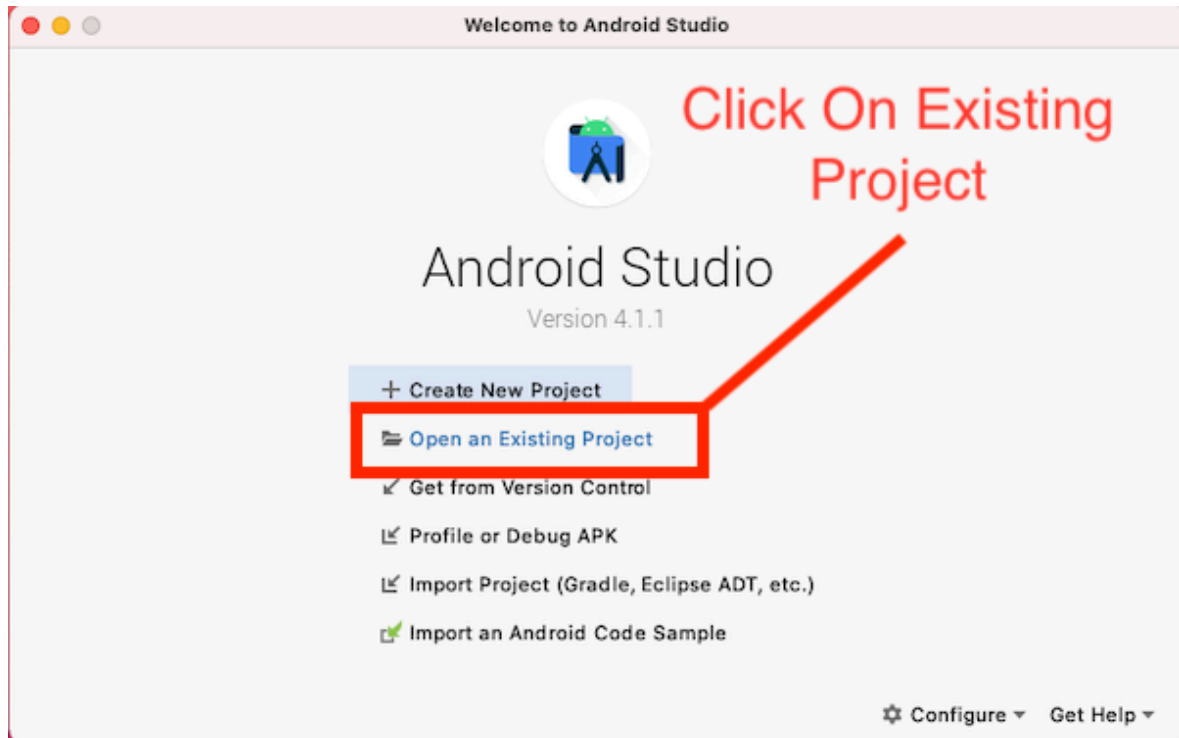 Welcome to Android Studio
Click On Existing
Project
Android Studio
Version 4.1.1
Create New Project
Open an Existing Project
Get from Version Control
Profile or Debug APK
Import Project (Gradle, Eclipse ADT, etc.)
Import an Android Code Sample
Configure Get Help